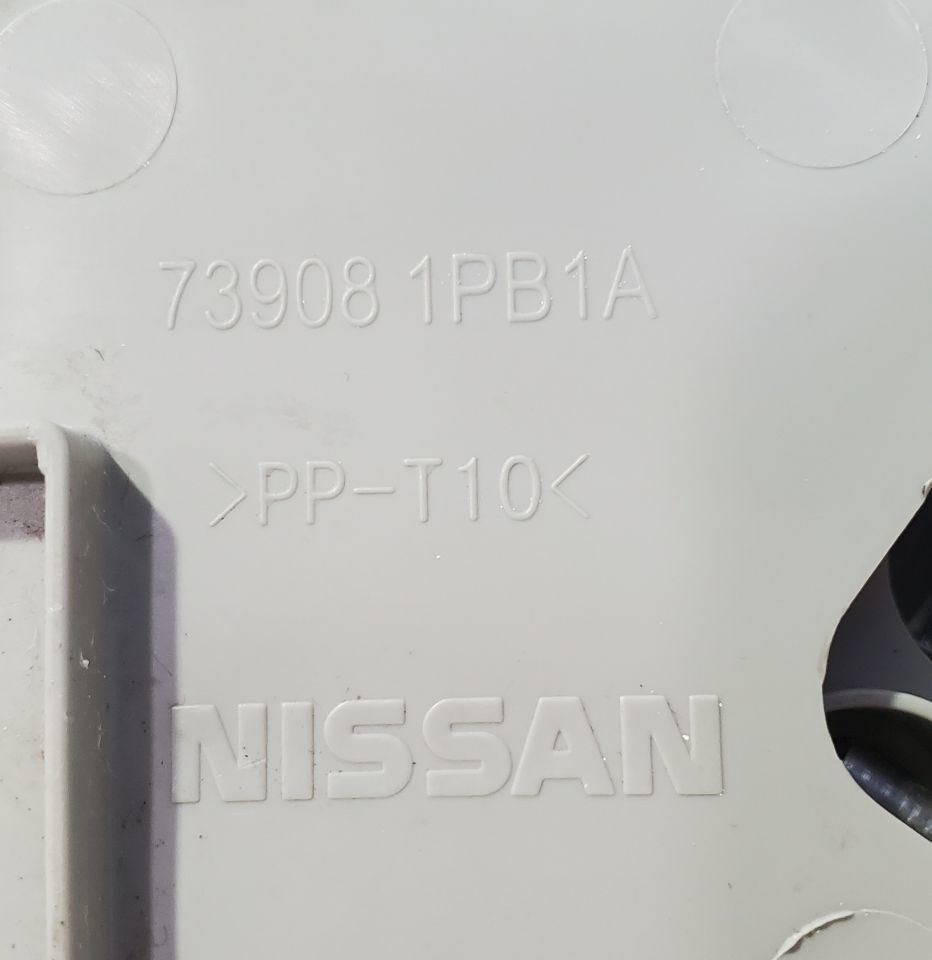 73908 1PB1A
>PP-T10<
NISSAN